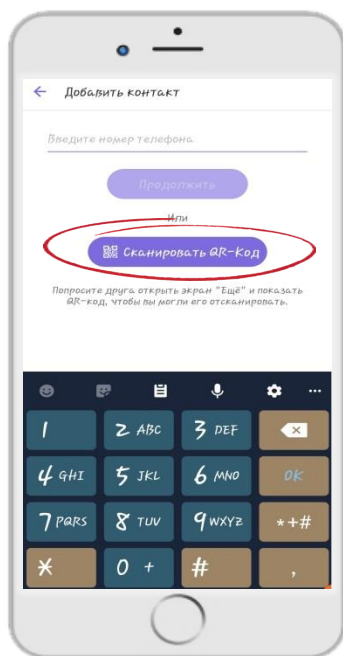 Добавить контакт
Введите номер телефона
Продолжить
Или
Сканировать QR-Код
Попросите друга открыть экран "Ещё" и показать
QR-код, чтобы вы могли его отсканировать.
1 2 ABC 3 DEF
4 GHI 5 JKL 6 MNO OK
7 PQRS 8 TUV 9 WXYZ *+#
* 0 + # ,